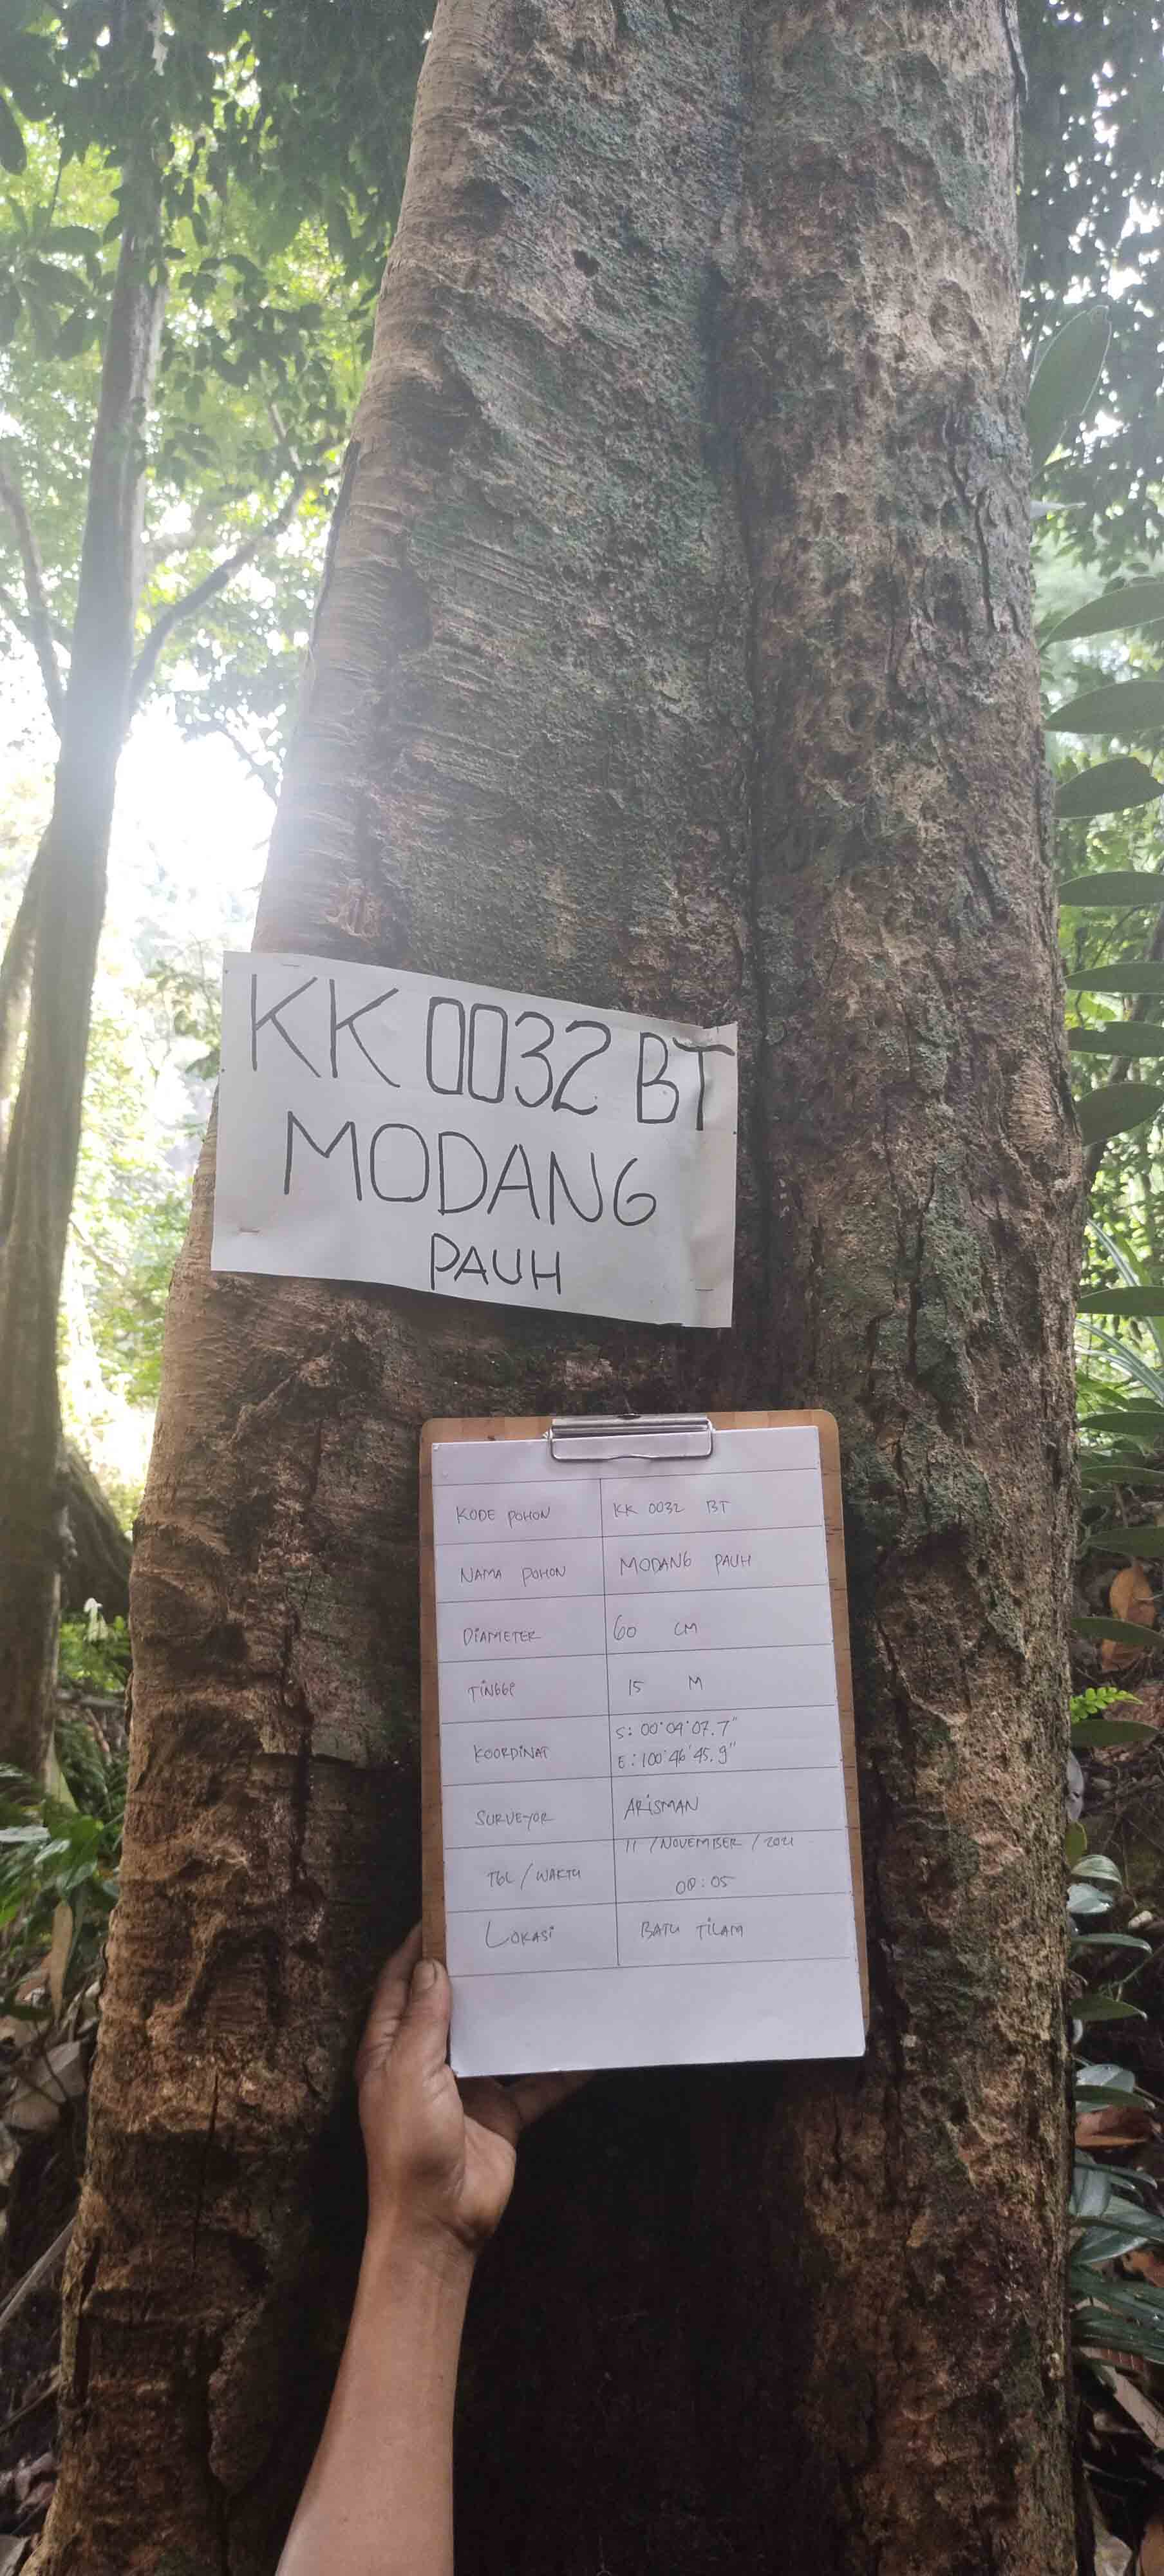 KK 0032 BT
MODANG
PAUH
KODE POHON KK 0032 BT
NAMA POHON MODANG PAUH
DIAMETER 60 CM
TINGGI 15 M
KOORDINAT S: 00°09'07.7"
E: 100°46'45.9"
SURVEYOR ARISMAN
11 / NOVEMBER / 2021
TGL / WAKTU
08:05
LOKASI BATU TILAM